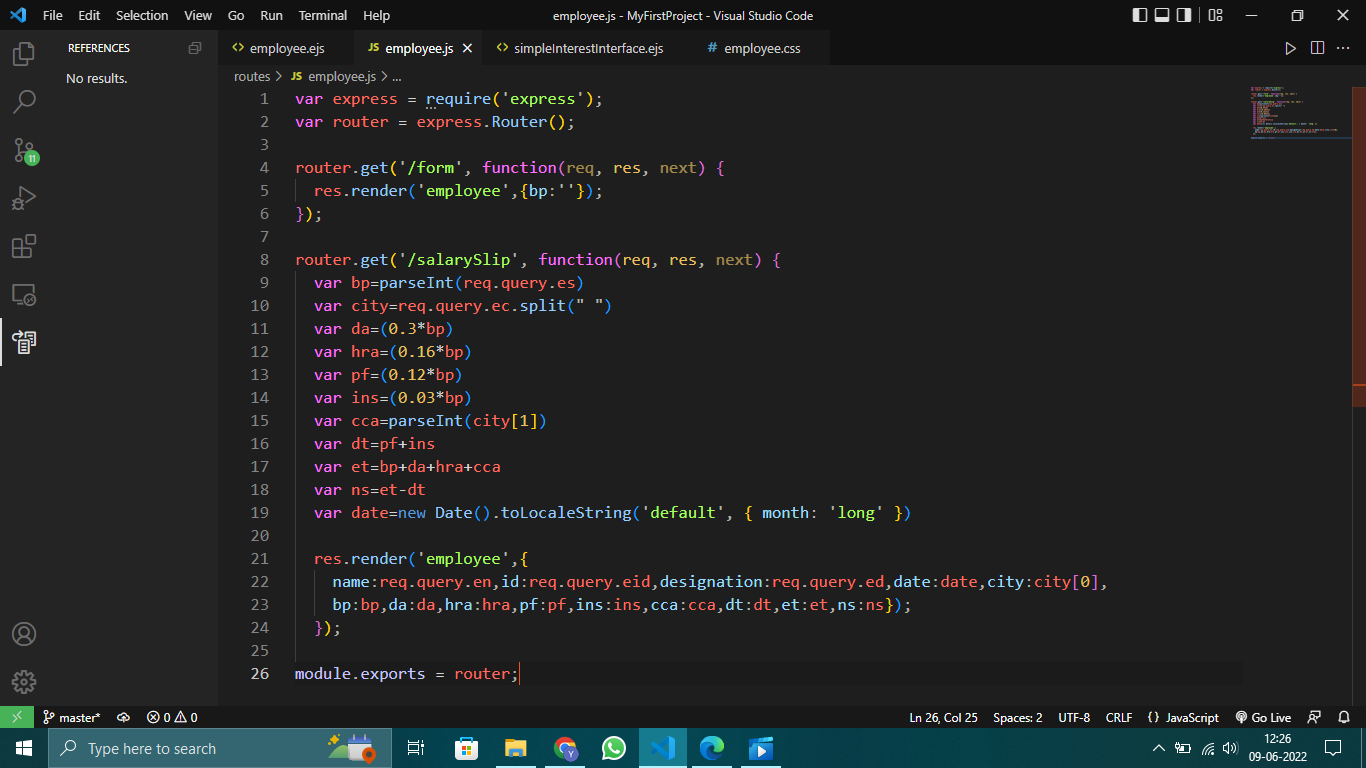 File Edit Selection View Go Run Terminal Help employee.js - MyFirstProject - Visual Studio Code
REFERENCES
No results.
11
employee.ejs JS employee.js simpleInterestInterface.ejs # employee.css
routes > JS employee.js > ...
1 var express = require('express');
2 var router = express.Router();
3
4 router.get('/form', function(req, res, next) {
5 res.render('employee',{bp:''});
6 });
7
8 router.get('/salarySlip', function(req, res, next) {
9 var bp=parseInt(req.query.es)
10 var city=req.query.ec.split(" ")
11 var da=(0.3*bp)
12 var hra=(0.16*bp)
13 var pf=(0.12*bp)
14 var ins=(0.03*bp)
15 var cca=parseInt(city[1])
16 var dt=pf+ins
17 var et=bp+da+hra+cca
18 var ns=et-dt
19 var date=new Date().toLocaleString('default', { month: 'long' })
20
21 res.render('employee',{
22 name:req.query.en,id:req.query.eid,designation:req.query.ed,date:date,city:city[0],
23 bp:bp,da:da,hra:hra,pf:pf,ins:ins,cca:cca,dt:dt,et:et,ns:ns});
24 });
25
26 module.exports = router;
master* 0 0 Ln 26, Col 25 Spaces: 2 UTF-8 CRLF {} JavaScript Go Live
Type here to search
Y
12:26
09-06-2022